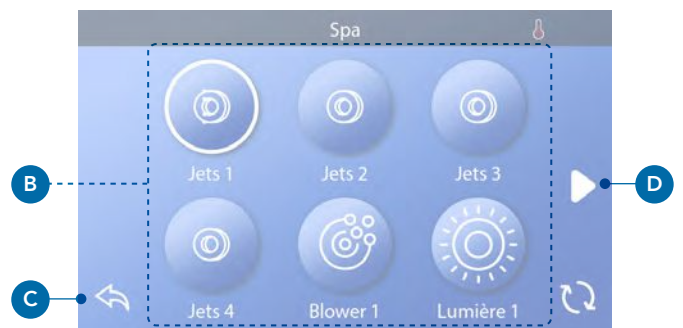 Spa
Jets 1
Jets 2
Jets 3
B
D
Jets 4
Blower 1
Lumière 1
C